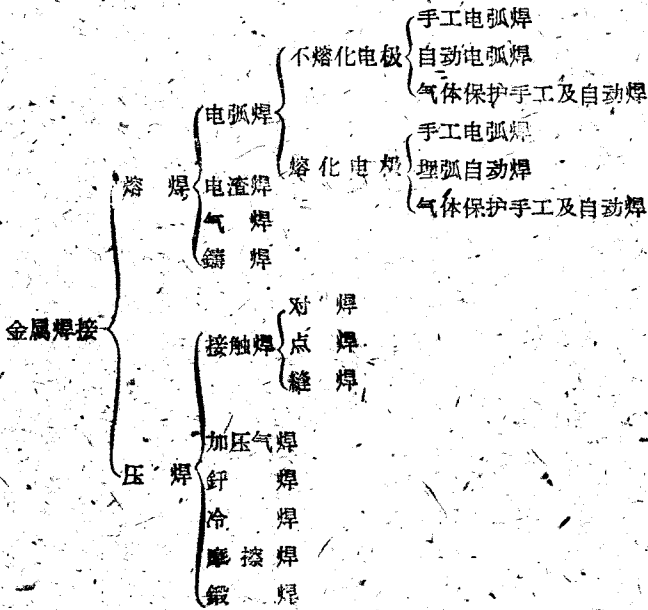 手工电弧焊
不熔化电极
自动电弧焊
气体保护手工及自动焊
电弧焊
手工电弧焊
熔化电极
埋弧自动焊
气体保护手工及自动焊
熔焊
电渣焊
气焊
鑄焊
金属焊接
对焊
接触焊
点焊
縫焊
加压气焊
压焊
釬焊
冷焊
摩擦焊
鍛焊